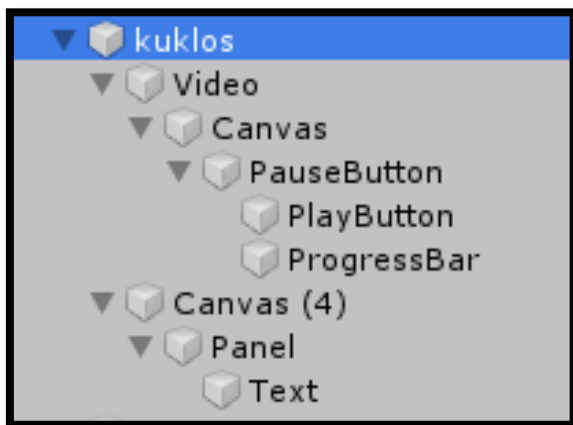 kuklos
Video
Canvas
PauseButton
PlayButton
ProgressBar
Canvas (4)
Panel
Text